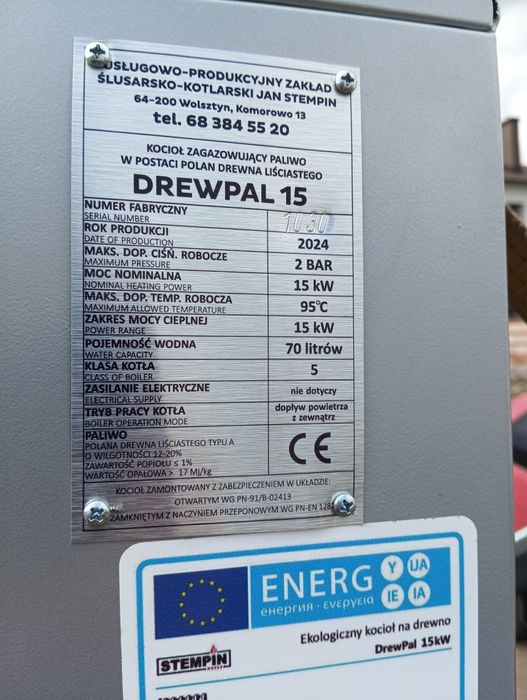 USŁUGOWO-PRODUKCYJNY ZAKŁAD
ŚLUSARSKO-KOTLARSKI JAN STEMPIN
64-200 Wolsztyn, Komorowo 13
tel. 68 384 55 20
KOCIOŁ ZAGAZOWUJĄCY PALIWO
W POSTACI POLAN DREWNA LIŚCIASTEGO
DREWPAL 15
NUMER FABRYCZNY
SERIAL NUMBER
1030
ROK PRODUKCJI
DATE OF PRODUCTION
2024
MAKS. DOP. CIŚN. ROBOCZE
MAXIMUM PRESSURE
2 BAR
MOC NOMINALNA
NOMINAL HEATING POWER
15 kW
MAKS. DOP. TEMP. ROBOCZA
MAXIMUM ALLOWED TEMPERATURE
95°C
ZAKRES MOCY CIEPLNEJ
POWER RANGE
15 kW
POJEMNOŚĆ WODNA
WATER CAPACITY
70 litrów
KLASA KOTŁA
CLASS OF BOILER
5
ZASILANIE ELEKTRYCZNE
ELECTRICAL SUPPLY
nie dotyczy
TRYB PRACY KOTŁA
BOILER OPERATION MODE
dopływ powietrza
z zewnątrz
PALIWO
POLANA DREWNA LIŚCIASTEGO TYPU A
O WILGOTNOŚCI 12-20%
ZAWARTOŚĆ POPIOŁU ≤ 1%
WARTOŚĆ OPAŁOWA > 17 MJ/kg
CE
KOCIOŁ ZAMONTOWANY Z ZABEZPIECZENIEM W UKŁADZIE:
OTWARTYM WG PN-91/B-02413
ZAMKNIĘTYM Z NACZYNIEM PRZEPONOWYM WG PN-EN 128
ENERG
Y IJA
IE IA
енергия · ενεργεια
Ekologiczny kocioł na drewno
DrewPal 15kW
STEMPIN